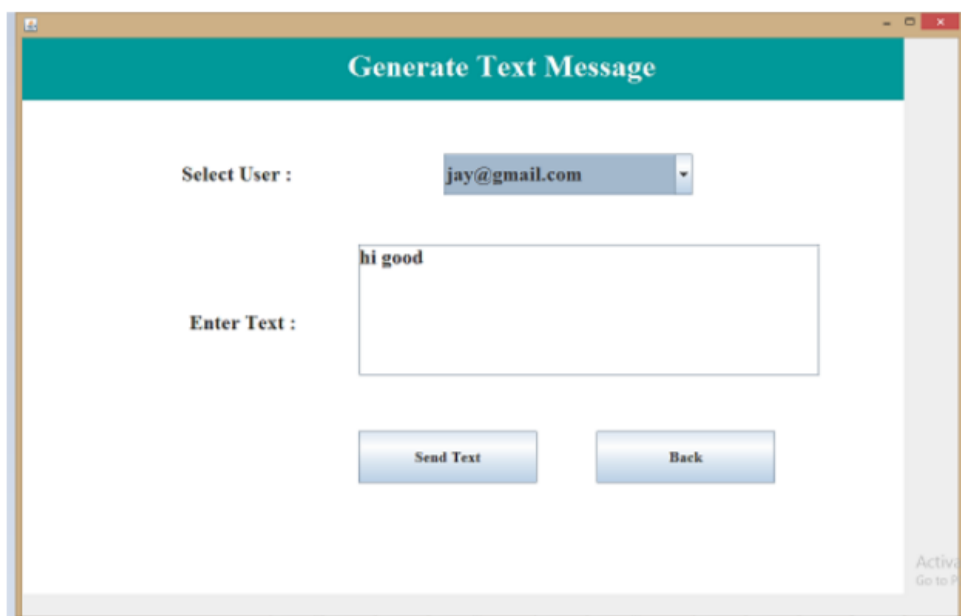 Generate Text Message
Select User :
jay@gmail.com
hi good
Enter Text :
Send Text
Back
Activa
Go to P